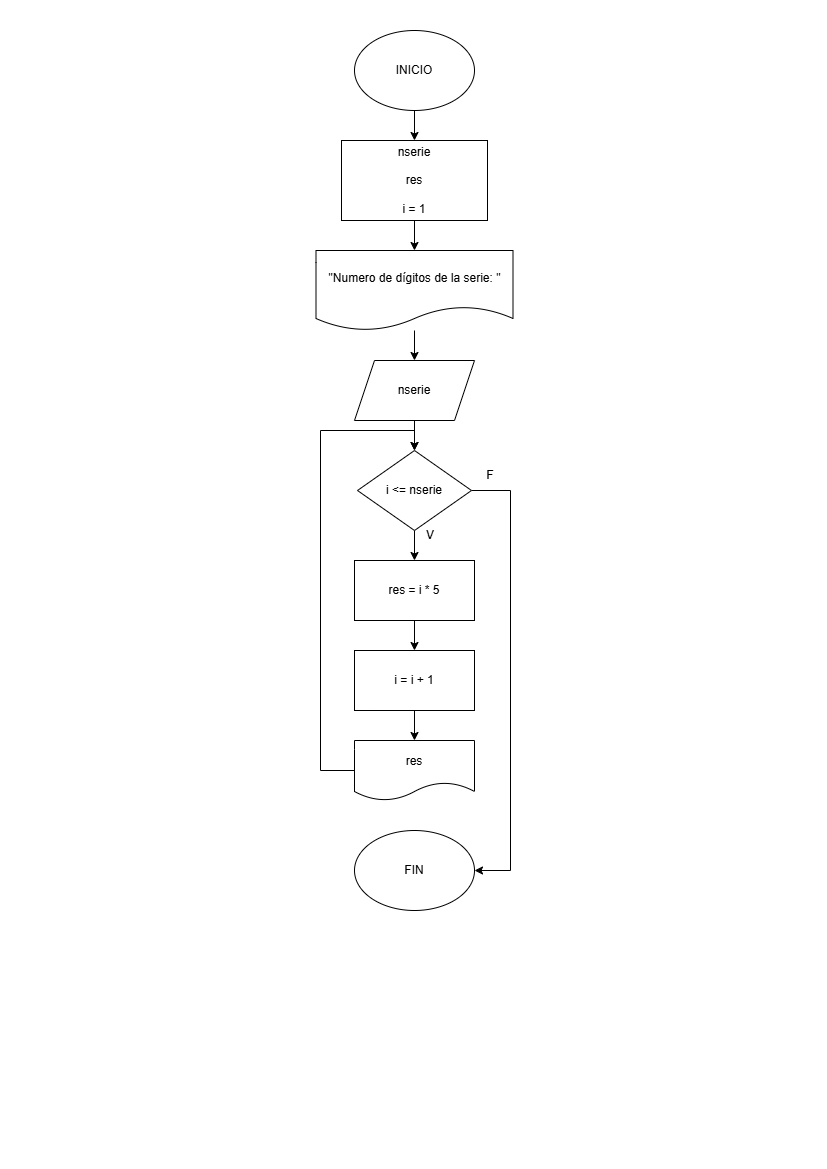 INICIO
nserie
res
i = 1
"Numero de dígitos de la serie: "
nserie
i <= nserie
F
V
res = i * 5
i = i + 1
res
FIN